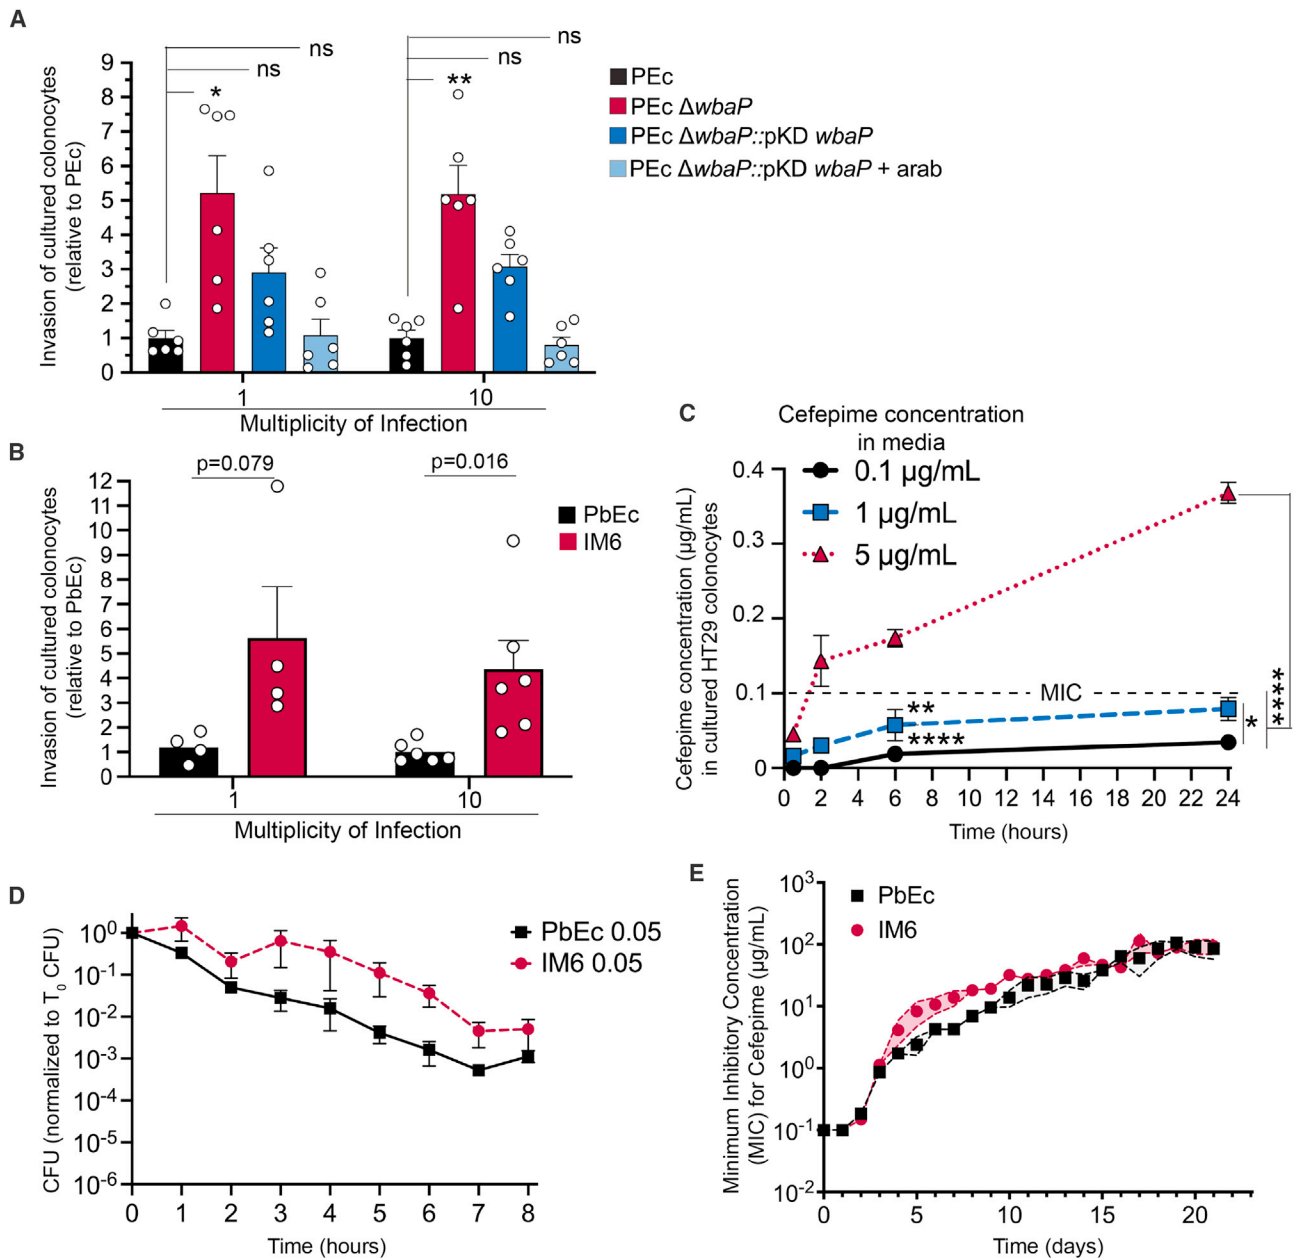 A
Invasion of cultured colonocytes
(relative to PEc)
9
8
7
6
5
4
3
2
1
0
ns
ns
*
ns
ns
**
1
10
Multiplicity of Infection
PEc
PEc ΔwbaP
PEc ΔwbaP::pKD wbaP
PEc ΔwbaP::pKD wbaP + arab
B
Invasion of cultured colonocytes
(relative to PbEc)
12
11
10
9
8
7
6
5
4
3
2
1
0
p=0.079
p=0.016
1
10
Multiplicity of Infection
PbEc
IM6
C
Cefepime concentration
in media
0.1 µg/mL
1 µg/mL
5 µg/mL
Cefepime concentration (µg/mL)
in cultured HT29 colonocytes
0.4
0.3
0.2
0.1
0
MIC
**
****
*
****
0 2 4 6 8 10 12 14 16 18 20 22 24
Time (hours)
D
CFU (normalized to T0 CFU)
10^0
10^-1
10^-2
10^-3
10^-4
10^-5
10^-6
PbEc 0.05
IM6 0.05
0 1 2 3 4 5 6 7 8
Time (hours)
E
Minimum Inhibitory Concentration
(MIC) for Cefepime (µg/mL)
10^3
10^2
10^1
10^0
10^-1
10^-2
PbEc
IM6
0 5 10 15 20
Time (days)